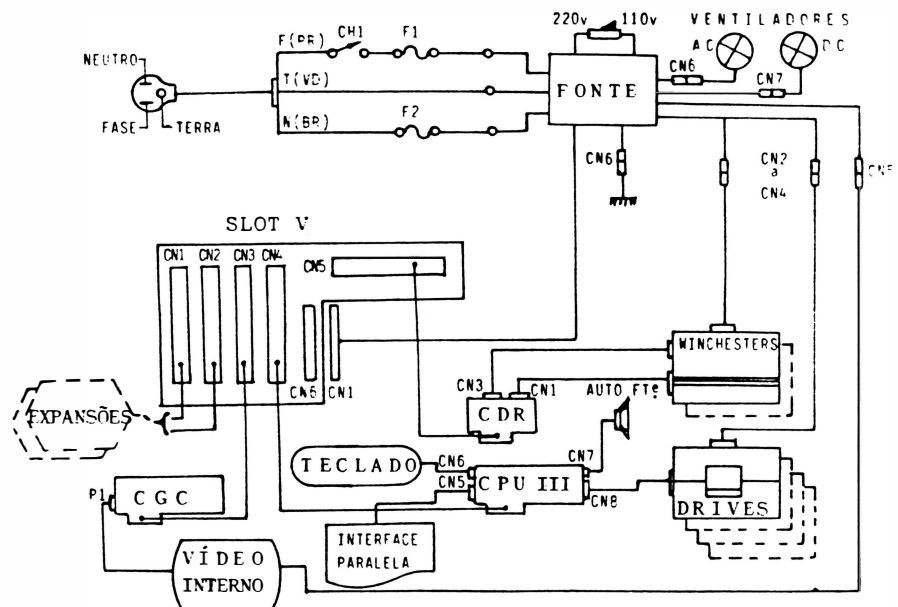 220v 110v
VENTILADORES
AC
DC
CH1
F1
NEUTRO
T(VD)
FONTE
CN6
CN7
FASE
TERRA
N(BR)
F2
CN6
CN2
a
CN4
SLOT V
CN1 CN2 CN3 CN4
CN5
CN6 CN1
WINCHESTERS
CN3
CN1
AUTO FTe
EXPANSÕES
CDR
TECLADO
CN6
CN5
CPU III
CN7
CN8
DRIVES
P1
CGC
INTERFACE
PARALELA
VÍDEO
INTERNO